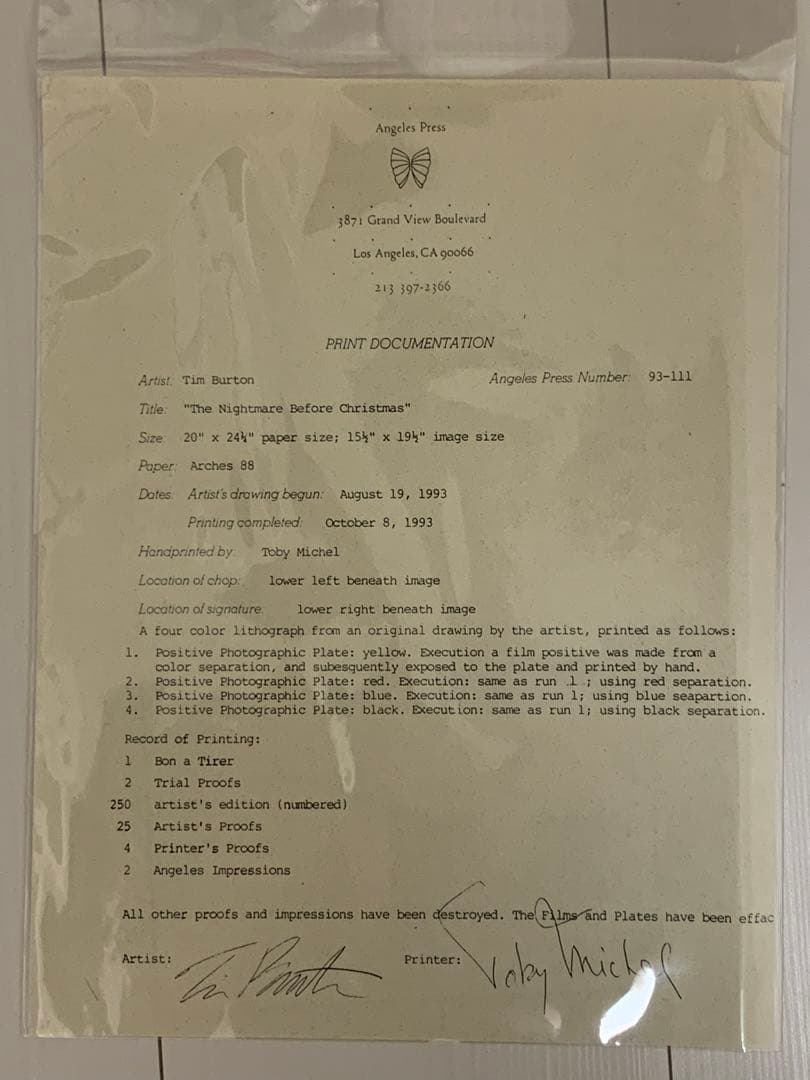 Angeles Press
3871 Grand View Boulevard
Los Angeles, CA 90066
213 397-2366
PRINT DOCUMENTATION
Artist: Tim Burton Angeles Press Number: 93-111
Title: "The Nightmare Before Christmas"
Size: 20" x 24½" paper size; 15½" x 19½" image size
Paper: Arches 88
Dates: Artist's drawing begun: August 19, 1993
Printing completed: October 8, 1993
Handprinted by: Toby Michel
Location of chop: lower left beneath image
Location of signature: lower right beneath image
A four color lithograph from an original drawing by the artist, printed as follows:
1. Positive Photographic Plate: yellow. Execution a film positive was made from a
color separation, and subesquently exposed to the plate and printed by hand.
2. Positive Photographic Plate: red. Execution: same as run 1 ; using red separation.
3. Positive Photographic Plate: blue. Execution: same as run 1; using blue seapartion.
4. Positive Photographic Plate: black. Execution: same as run 1; using black separation.
Record of Printing:
1 Bon a Tirer
2 Trial Proofs
250 artist's edition (numbered)
25 Artist's Proofs
4 Printer's Proofs
2 Angeles Impressions
All other proofs and impressions have been destroyed. The Films and Plates have been effac
Artist: Tim Burton Printer: Toby Michel